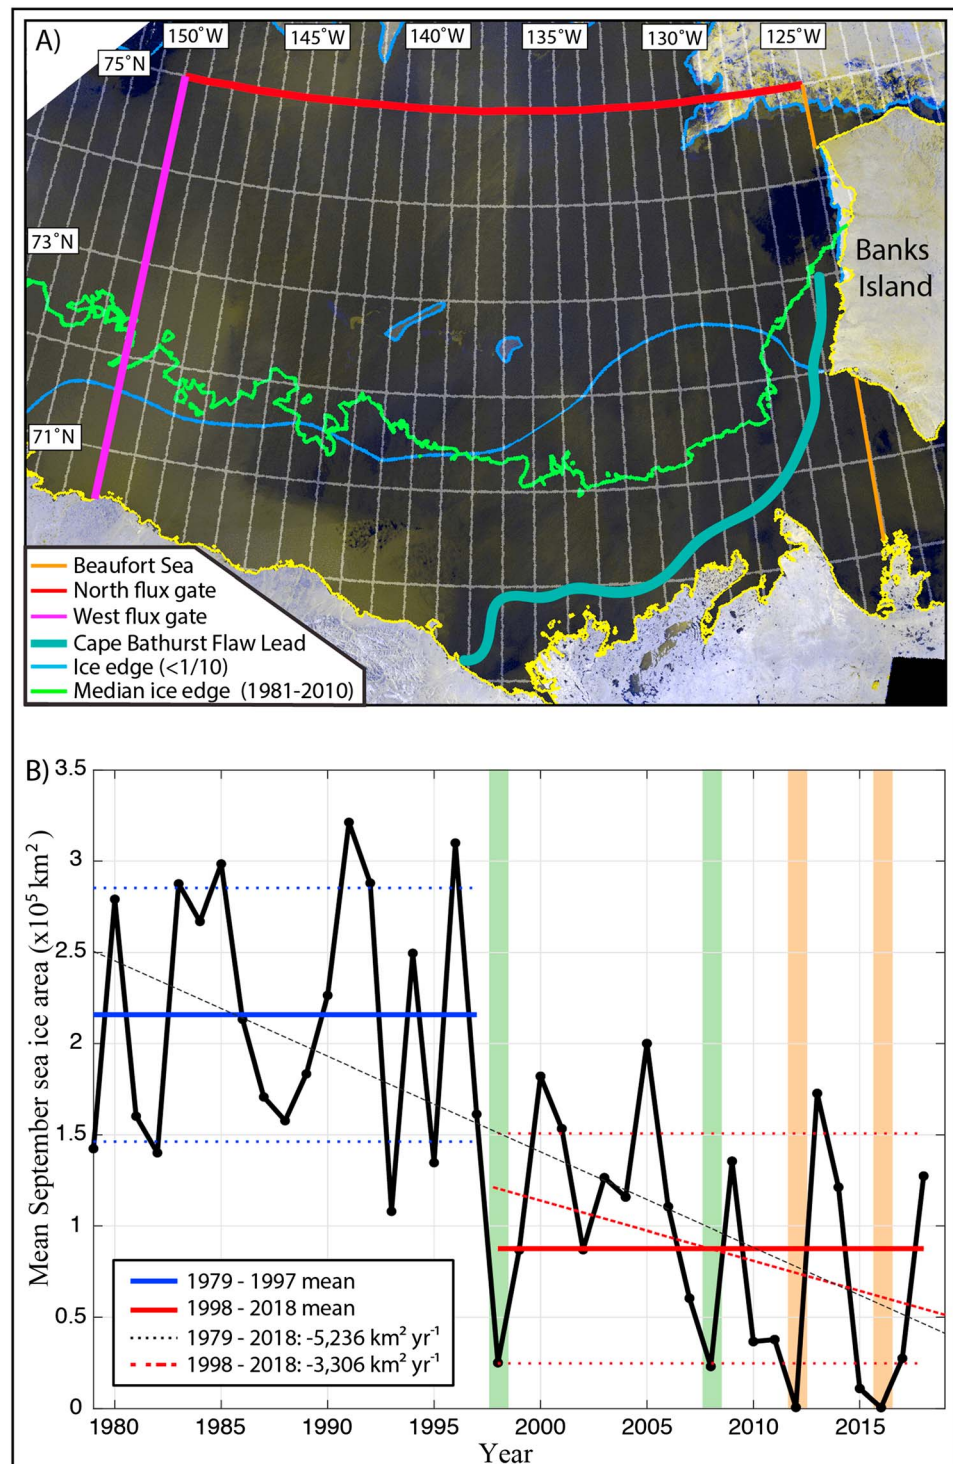 A)
150°W
145°W
140°W
135°W
130°W
125°W
75°N
73°N
71°N
Banks
Island
Beaufort Sea
North flux gate
West flux gate
Cape Bathurst Flaw Lead
Ice edge (<1/10)
Median ice edge (1981-2010)
B)
3.5
3
2.5
2
1.5
1
0.5
0
Mean September sea ice area (x10⁵ km²)
1979 - 1997 mean
1998 - 2018 mean
1979 - 2018: -5,236 km² yr⁻¹
1998 - 2018: -3,306 km² yr⁻¹
1980
1985
1990
1995
2000
2005
2010
2015
Year